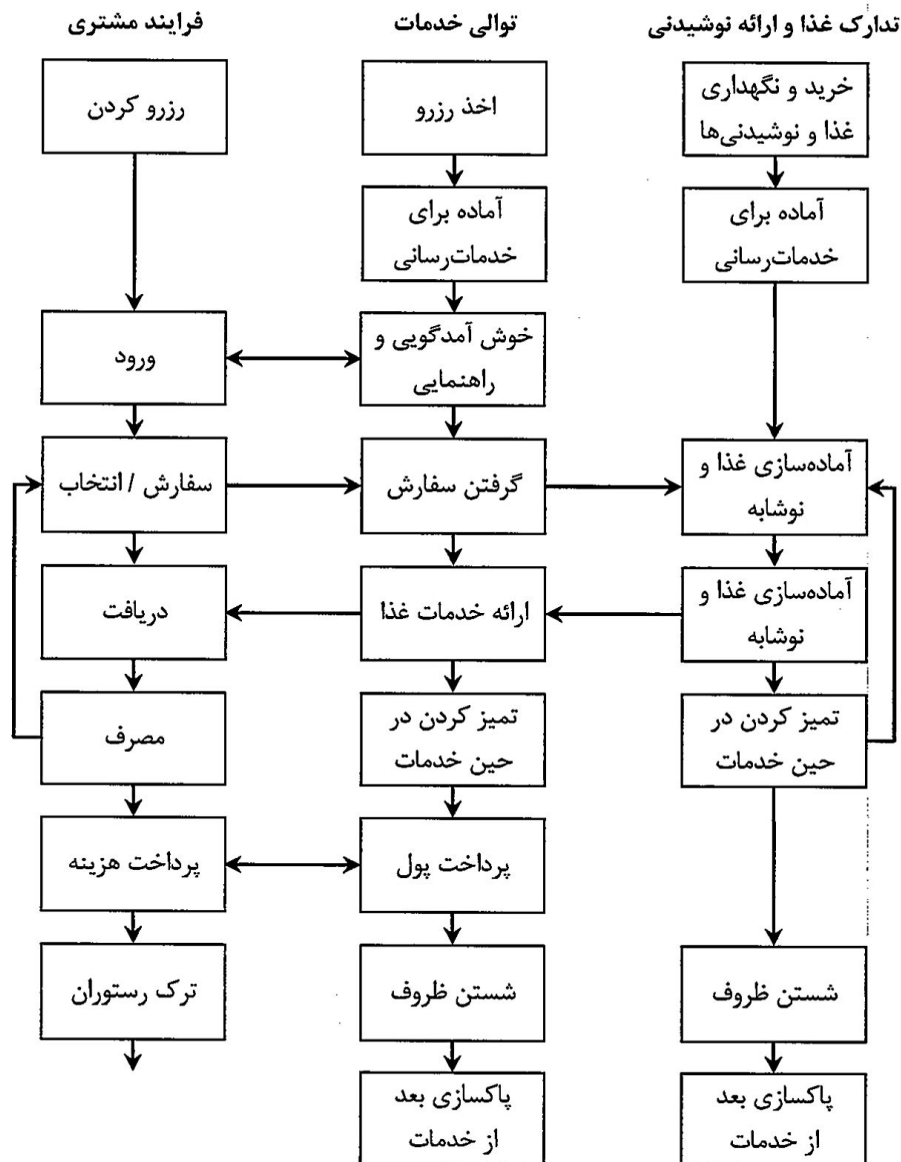 تدارک غذا و ارائه نوشیدنی
توالی خدمات
فرایند مشتری
خرید و نگهداری
غذا و نوشیدنی‌ها
اخذ رزرو
رزرو کردن
آماده برای
خدمات‌رسانی
آماده برای
خدمات‌رسانی
خوش آمدگویی و
راهنمایی
ورود
آماده‌سازی غذا و
نوشابه
گرفتن سفارش
سفارش / انتخاب
آماده‌سازی غذا و
نوشابه
ارائه خدمات غذا
دریافت
تمیز کردن در
حین خدمات
تمیز کردن در
حین خدمات
مصرف
پرداخت پول
پرداخت هزینه
شستن ظروف
شستن ظروف
ترک رستوران
پاکسازی بعد
از خدمات
پاکسازی بعد
از خدمات